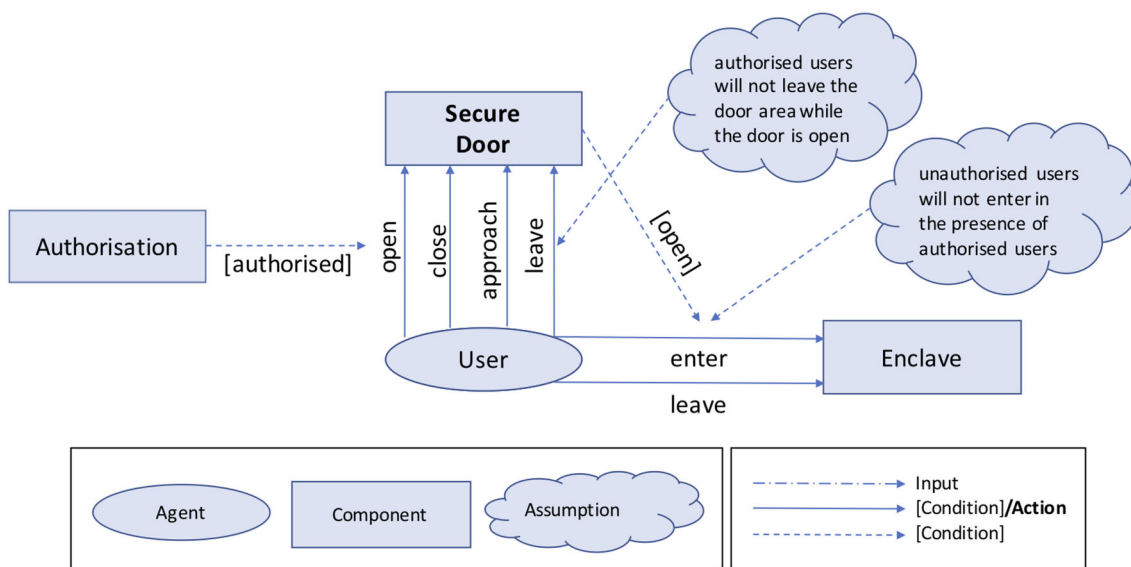 authorised users
will not leave the
door area while
the door is open
Secure
Door
unauthorised users
will not enter in
the presence of
authorised users
Authorisation
[authorised]
open
close
approach
leave
[open]
User
enter
leave
Enclave
Agent
Component
Assumption
Input
[Condition]/Action
[Condition]